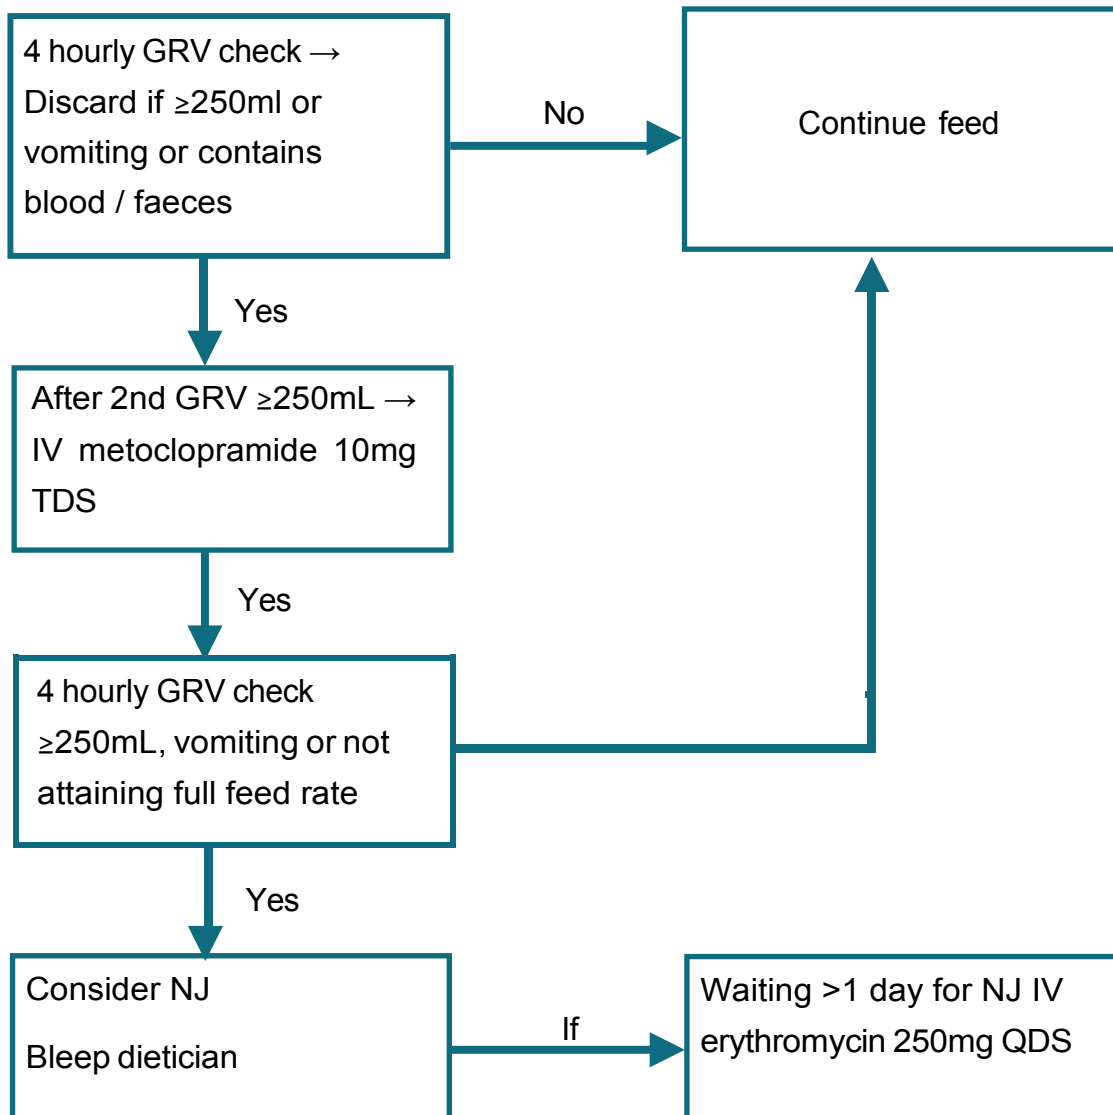 4 hourly GRV check →
Discard if ≥250ml or
vomiting or contains
blood / faeces
No
Continue feed
Yes
After 2nd GRV ≥250mL →
IV metoclopramide 10mg
TDS
Yes
4 hourly GRV check
≥250mL, vomiting or not
attaining full feed rate
Yes
Consider NJ
Bleep dietician
If
Waiting >1 day for NJ IV
erythromycin 250mg QDS